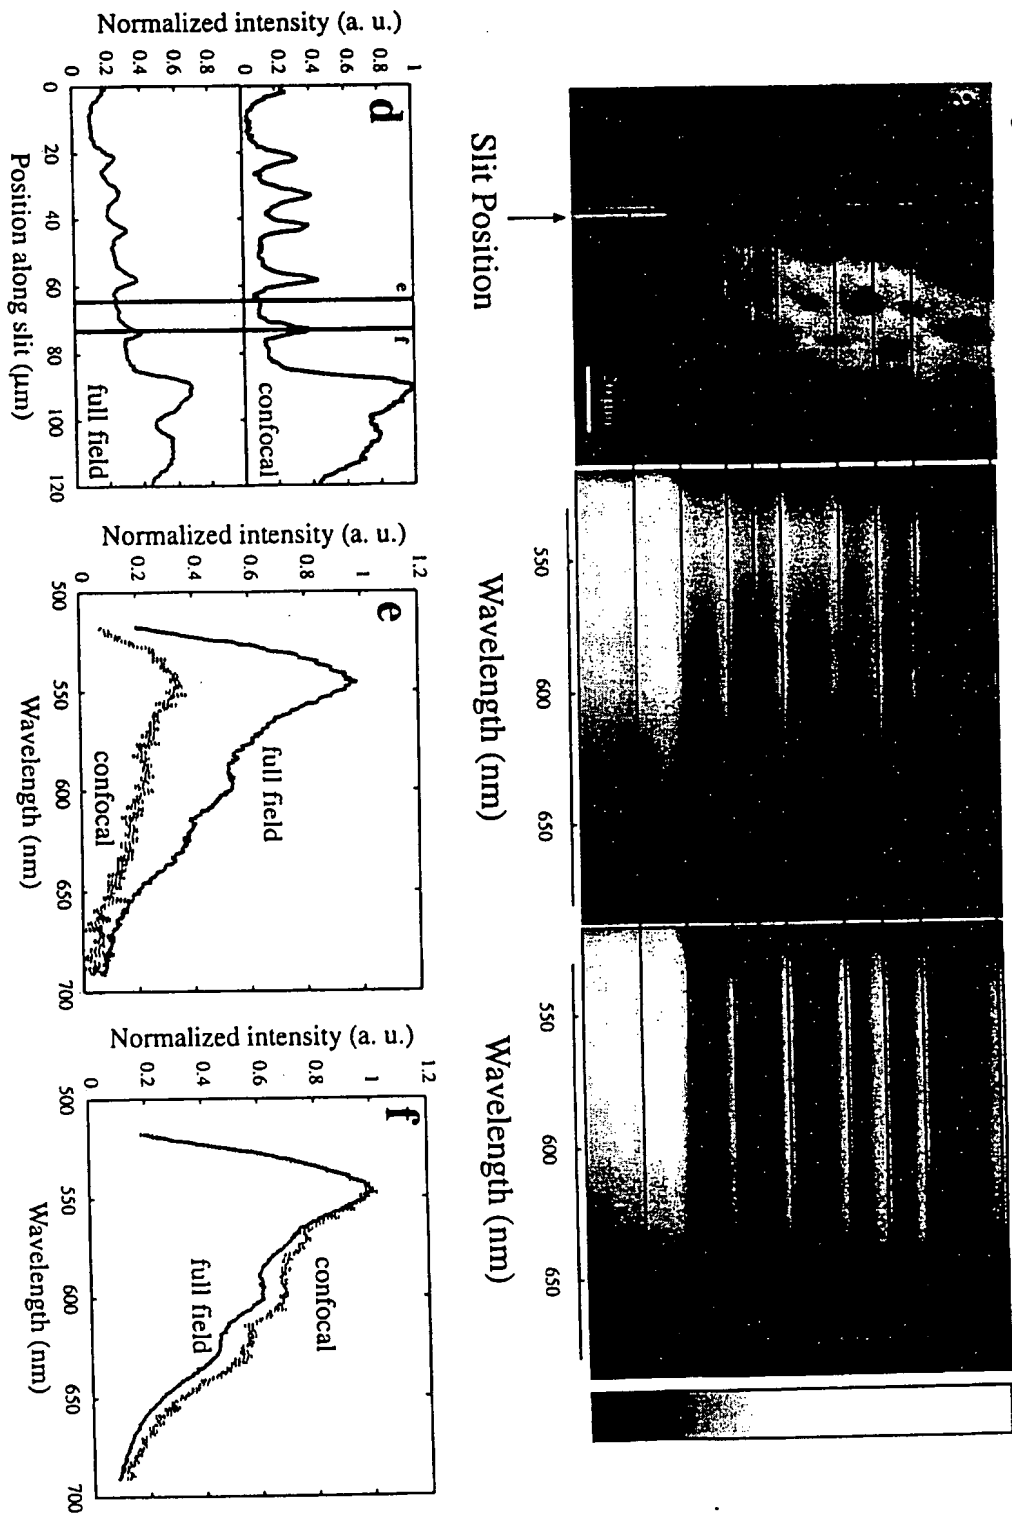 20 µm
Slit Position
550
600
650
Wavelength (nm)
550
600
650
Wavelength (nm)
d
Normalized intensity (a. u.)
1
0.8
0.6
0.4
0.2
0
0.8
0.6
0.4
0.2
0
e
f
confocal
full field
0
20
40
60
80
100
120
Position along slit (µm)
e
Normalized intensity (a. u.)
1.2
1
0.8
0.6
0.4
0.2
0
full field
confocal
500
550
600
650
700
Wavelength (nm)
f
Normalized intensity (a. u.)
1.2
1
0.8
0.6
0.4
0.2
0
confocal
full field
500
550
600
650
700
Wavelength (nm)